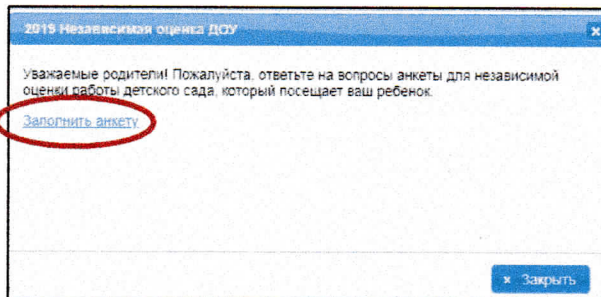 2019 Независимая оценка ДОУ
x
Уважаемые родители! Пожалуйста, ответьте на вопросы анкеты для независимой
оценки работы детского сада, который посещает ваш ребенок.
Заполнить анкету
x Закрыть